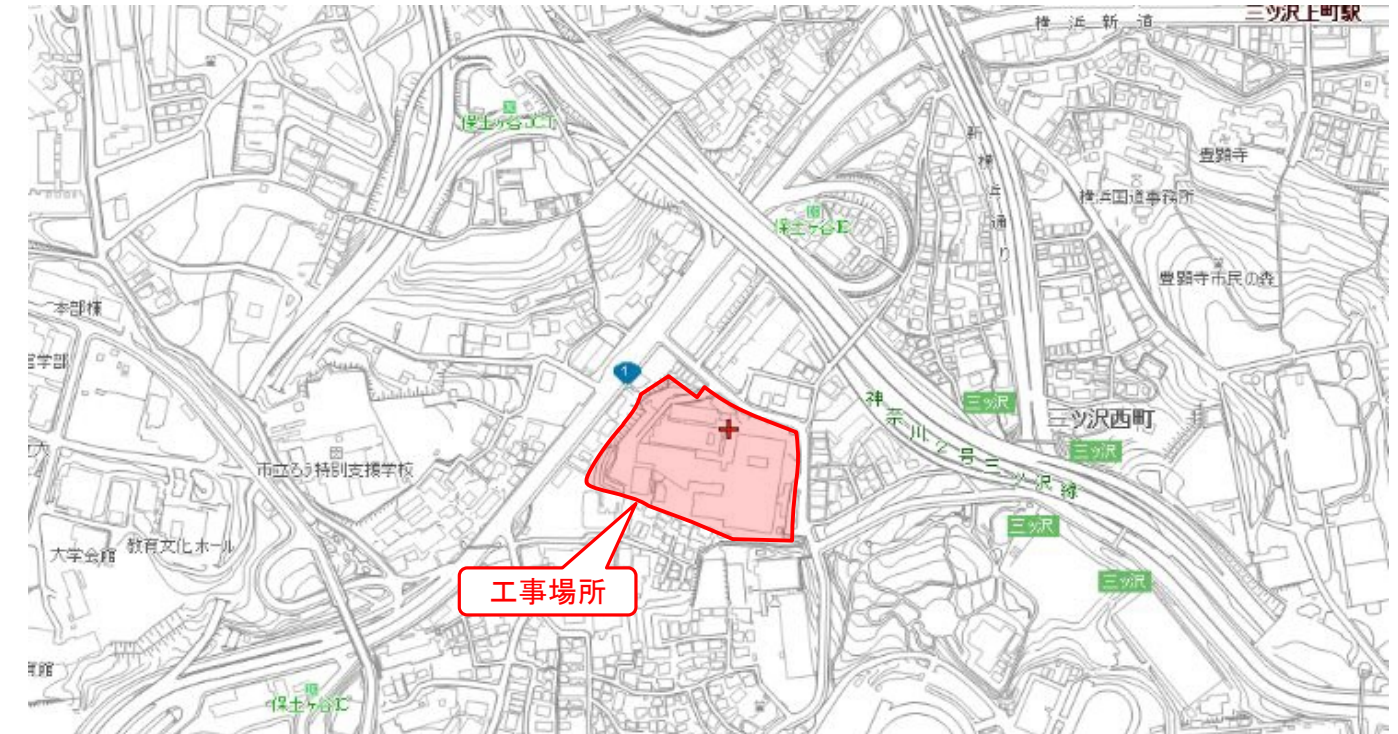 三ツ沢上町駅
横浜新道
保土ヶ谷JCT
新横浜通り
豊顕寺
横浜国道事務所
保土ヶ谷IC
豊顕寺市民の森
本部棟
営学部
1
神奈川2号三ツ沢線
三ツ沢
三ツ沢西町
三ツ沢
市立ろう特別支援学校
三ツ沢
大学会館
教育文化ホール
三ツ沢
工事場所
保土ヶ谷IC